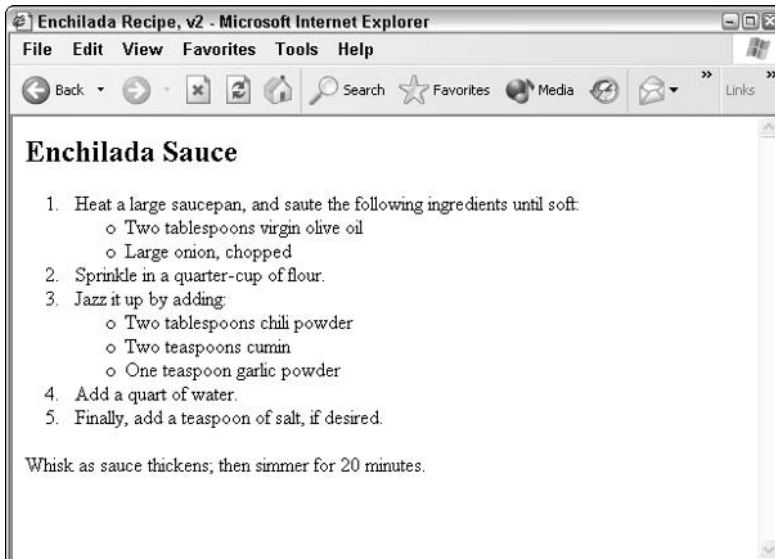 Enchilada Recipe, v2 - Microsoft Internet Explorer
File Edit View Favorites Tools Help
Back Search Favorites Media » Links »
Enchilada Sauce
1. Heat a large saucepan, and saute the following ingredients until soft:
o Two tablespoons virgin olive oil
o Large onion, chopped
2. Sprinkle in a quarter-cup of flour.
3. Jazz it up by adding:
o Two tablespoons chili powder
o Two teaspoons cumin
o One teaspoon garlic powder
4. Add a quart of water.
5. Finally, add a teaspoon of salt, if desired.
Whisk as sauce thickens; then simmer for 20 minutes.